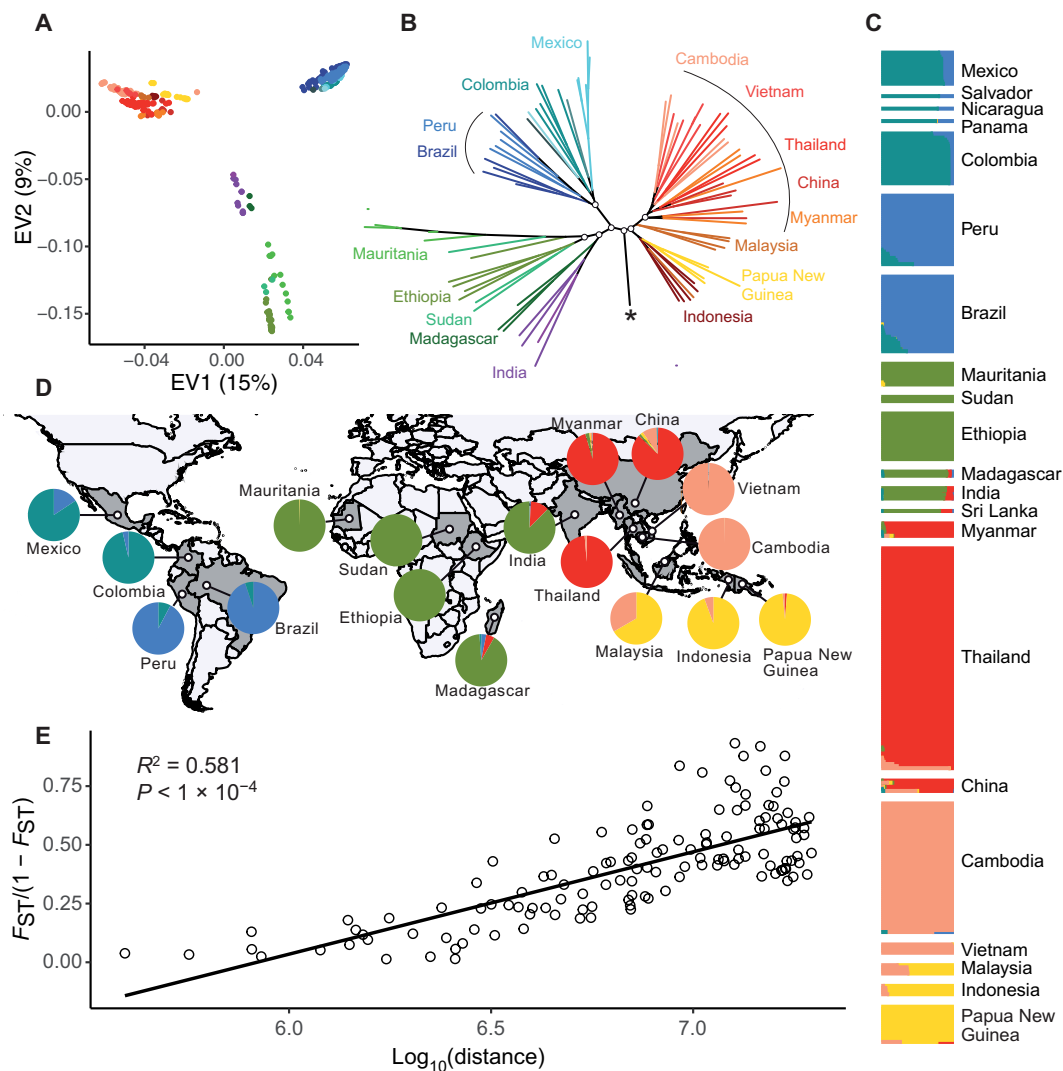 A
0.00
−0.05
−0.10
−0.15
EV2 (9%)
−0.04
0.00
0.04
EV1 (15%)
B
Mexico
Colombia
Peru
Brazil
Cambodia
Vietnam
Thailand
China
Myanmar
Malaysia
Papua New
Guinea
Indonesia
*
Mauritania
Ethiopia
Sudan
Madagascar
India
C
Mexico
Salvador
Nicaragua
Panama
Colombia
Peru
Brazil
Mauritania
Sudan
Ethiopia
Madagascar
India
Sri Lanka
Myanmar
Thailand
China
Cambodia
Vietnam
Malaysia
Indonesia
Papua New
Guinea
D
Mexico
Colombia
Peru
Brazil
Mauritania
Sudan
Ethiopia
Madagascar
India
Myanmar
China
Vietnam
Cambodia
Thailand
Malaysia
Indonesia
Papua New
Guinea
E
R² = 0.581
P < 1 × 10⁻⁴
0.75
0.50
0.25
0.00
F_ST/(1 − F_ST)
6.0
6.5
7.0
Log₁₀(distance)